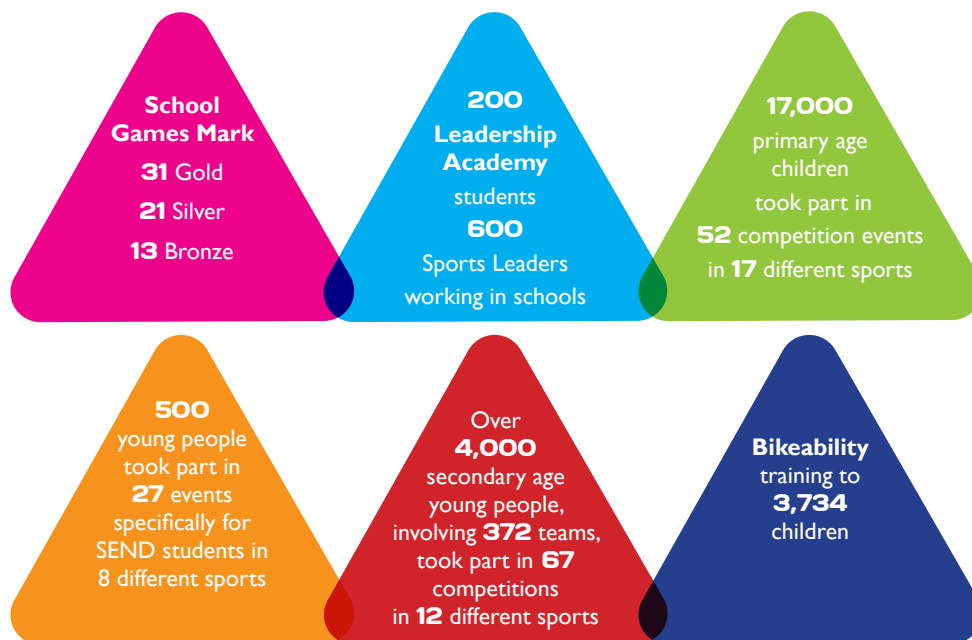 School
Games Mark
31 Gold
21 Silver
13 Bronze
200
Leadership
Academy
students
600
Sports Leaders
working in schools
17,000
primary age
children
took part in
52 competition events
in 17 different sports
500
young people
took part in
27 events
specifically for
SEND students in
8 different sports
Over
4,000
secondary age
young people,
involving 372 teams,
took part in 67
competitions
in 12 different sports
Bikeability
training to
3,734
children